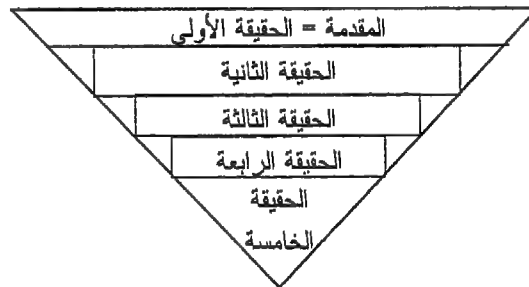 المقدمة = الحقيقة الأولى
الحقيقة الثانية
الحقيقة الثالثة
الحقيقة الرابعة
الحقيقة
الخامسة